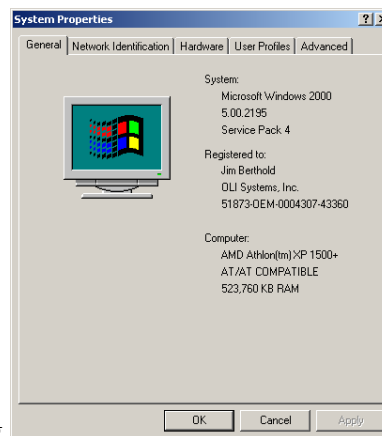 System Properties
General
Network Identification
Hardware
User Profiles
Advanced
System:
Microsoft Windows 2000
5.00.2195
Service Pack 4
Registered to:
Jim Berthold
OLI Systems, Inc.
51873-OEM-0004307-43360
Computer:
AMD Athlon(tm) XP 1500+
AT/AT COMPATIBLE
523,760 KB RAM
OK
Cancel
Apply